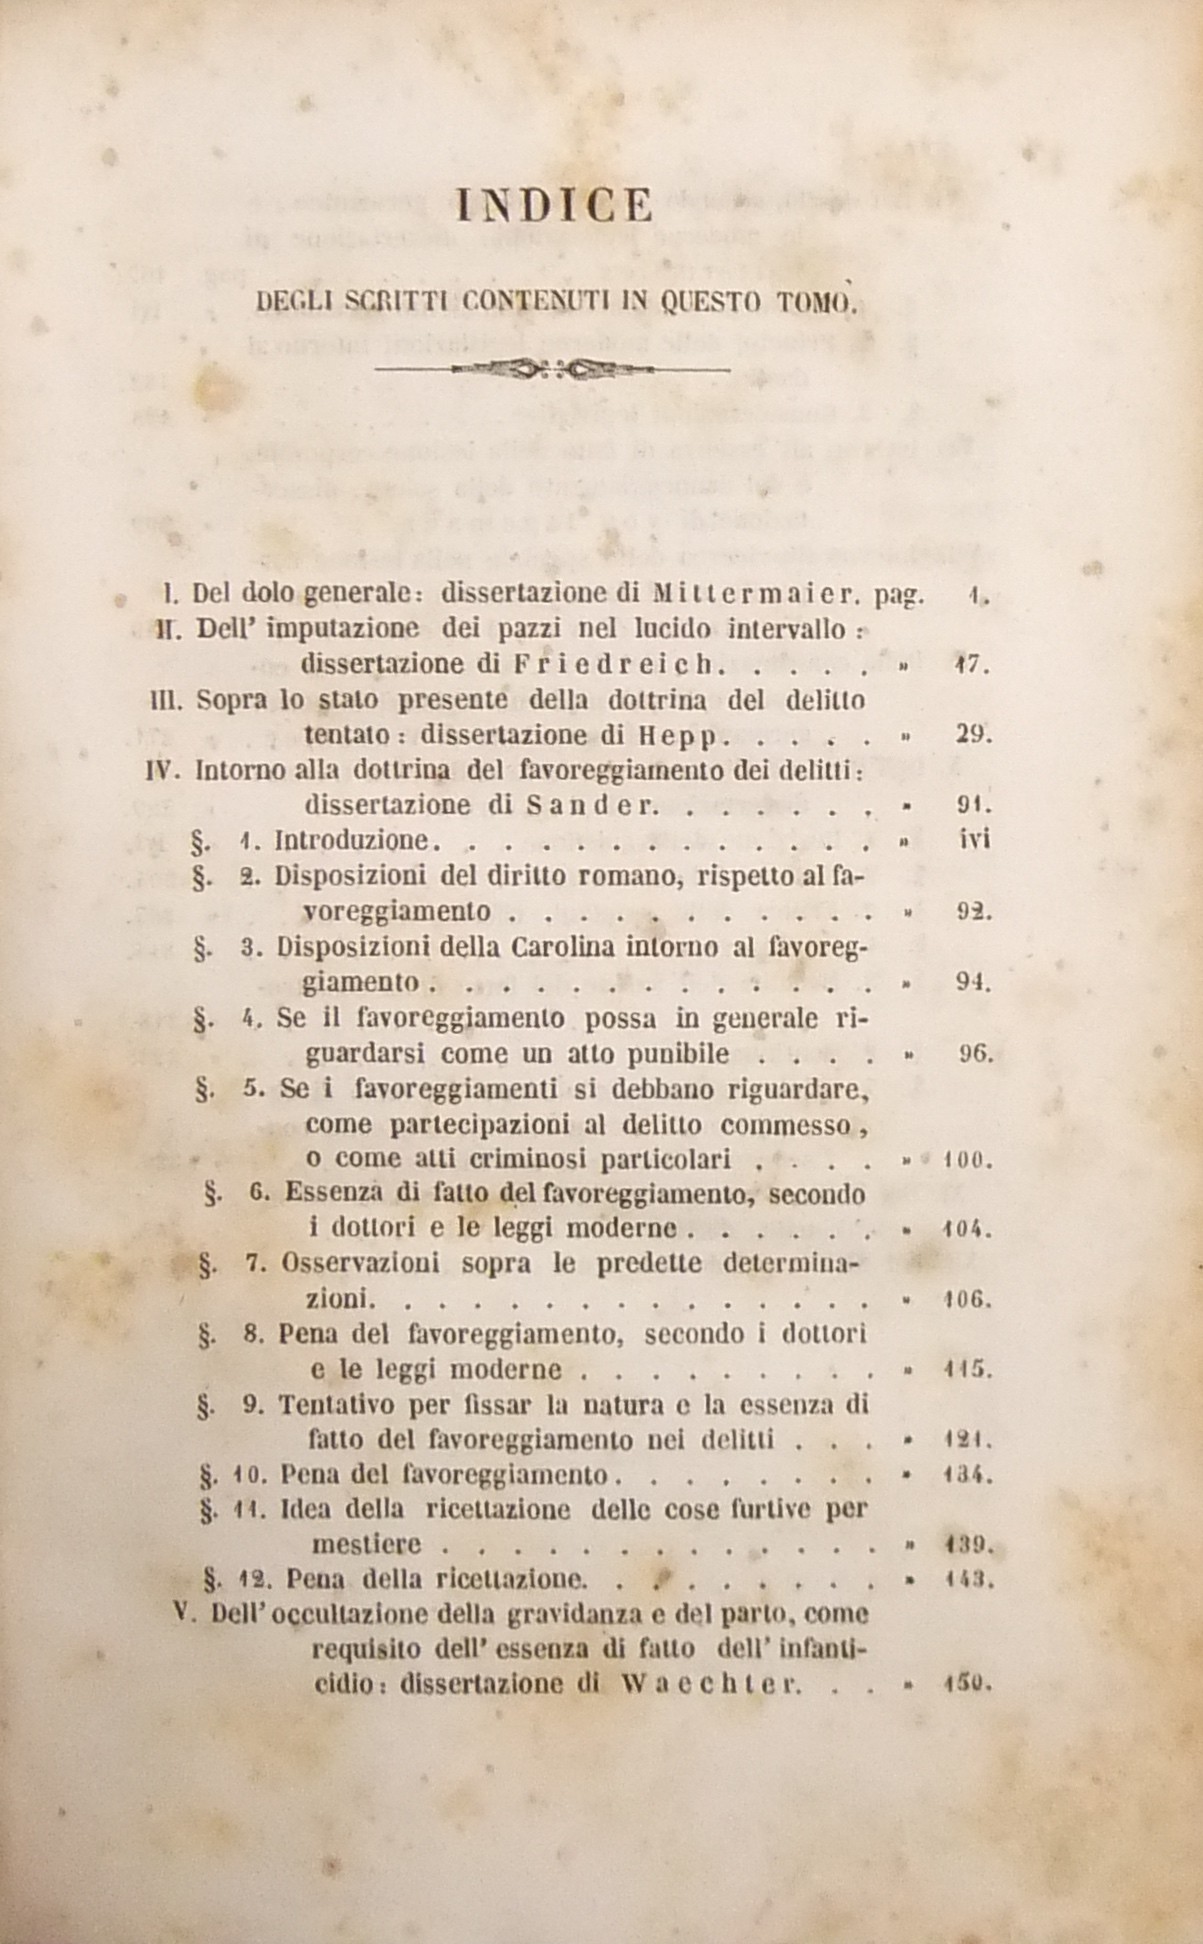 INDICE
DEGLI SCRITTI CONTENUTI IN QUESTO TOMO.
I. Del dolo generale: dissertazione di Mittermaier. pag. 1.
II. Dell' imputazione dei pazzi nel lucido intervallo :
dissertazione di Friedreich. . . . . . » 17.
III. Sopra lo stato presente della dottrina del delitto
tentato : dissertazione di Hepp. . . . . » 29.
IV. Intorno alla dottrina del favoreggiamento dei delitti:
dissertazione di Sander. . . . . . . » 91.
§. 1. Introduzione. . . . . . . . . . . . . » ivi
§. 2. Disposizioni del diritto romano, rispetto al fa-
voreggiamento . . . . . . . . . . . » 92.
§. 3. Disposizioni della Carolina intorno al favoreg-
giamento . . . . . . . . . . . . . » 94.
§. 4. Se il favoreggiamento possa in generale ri-
guardarsi come un atto punibile . . . . » 96.
§. 5. Se i favoreggiamenti si debbano riguardare,
come partecipazioni al delitto commesso ,
o come atti criminosi particolari . . . . » 100.
§. 6. Essenza di fatto del favoreggiamento, secondo
i dottori e le leggi moderne . . . . . . » 104.
§. 7. Osservazioni sopra le predette determina-
zioni. . . . . . . . . . . . . . . » 106.
§. 8. Pena del favoreggiamento, secondo i dottori
e le leggi moderne . . . . . . . . . » 115.
§. 9. Tentativo per fissar la natura e la essenza di
fatto del favoreggiamento nei delitti . . . » 121.
§. 10. Pena del favoreggiamento . . . . . . . . » 134.
§. 11. Idea della ricettazione delle cose furtive per
mestiere . . . . . . . . . . . . . » 139.
§. 12. Pena della ricettazione. . . . . . . . . » 143.
V. Dell' occultazione della gravidanza e del parto, come
requisito dell' essenza di fatto dell' infanti-
cidio : dissertazione di Waechter. . . . » 150.